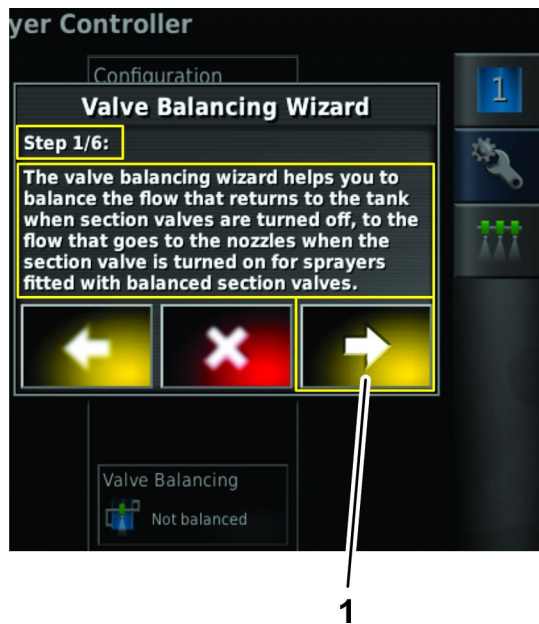 yer Controller
Configuration
1
Valve Balancing Wizard
Step 1/6:
The valve balancing wizard helps you to
balance the flow that returns to the tank
when section valves are turned off, to the
flow that goes to the nozzles when the
section valve is turned on for sprayers
fitted with balanced section valves.
Valve Balancing
Not balanced
1